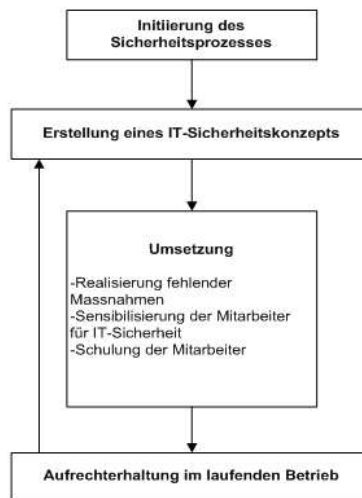 Initiierung des
Sicherheitsprozesses
Erstellung eines IT-Sicherheitskonzepts
Umsetzung
-Realisierung fehlender
Massnahmen
-Sensibilisierung der Mitarbeiter
für IT-Sicherheit
-Schulung der Mitarbeiter
Aufrechterhaltung im laufenden Betrieb